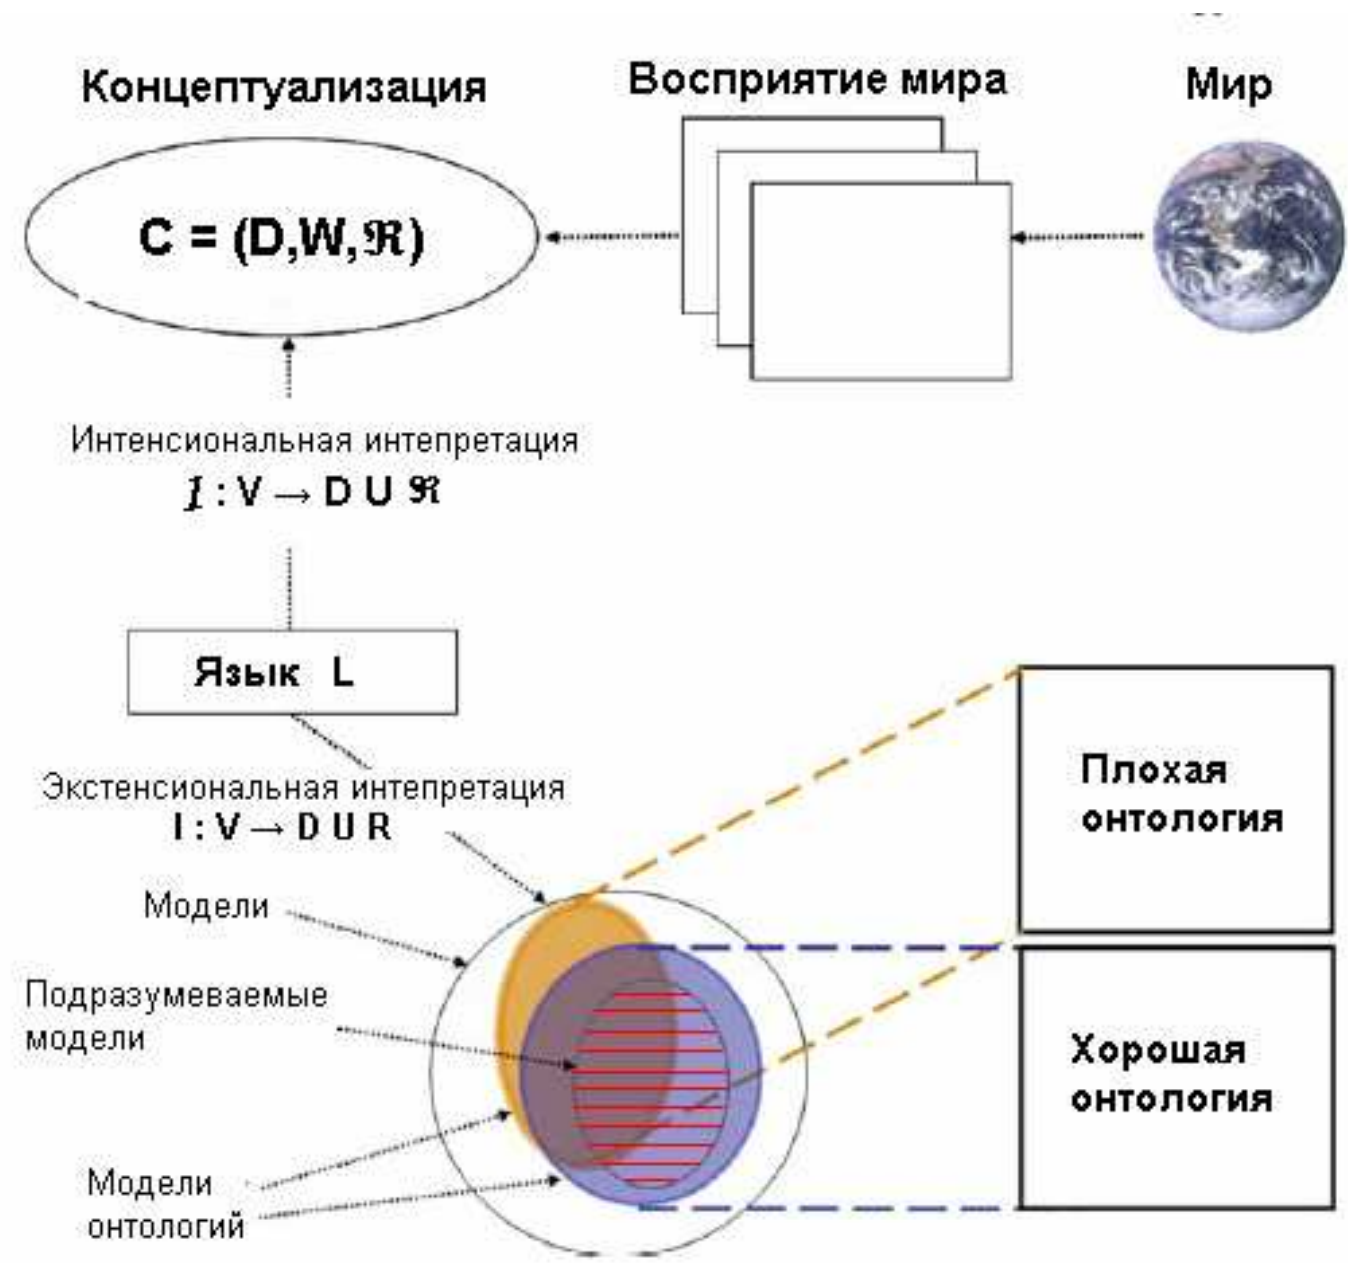 Концептуализация
Восприятие мира
Мир
C = (D,W,ℜ)
Интенсиональная интепретация
I : V → D U ℜ
Язык L
Экстенсиональная интепретация
I : V → D U R
Модели
Подразумеваемые
модели
Модели
онтологий
Плохая
онтология
Хорошая
онтология